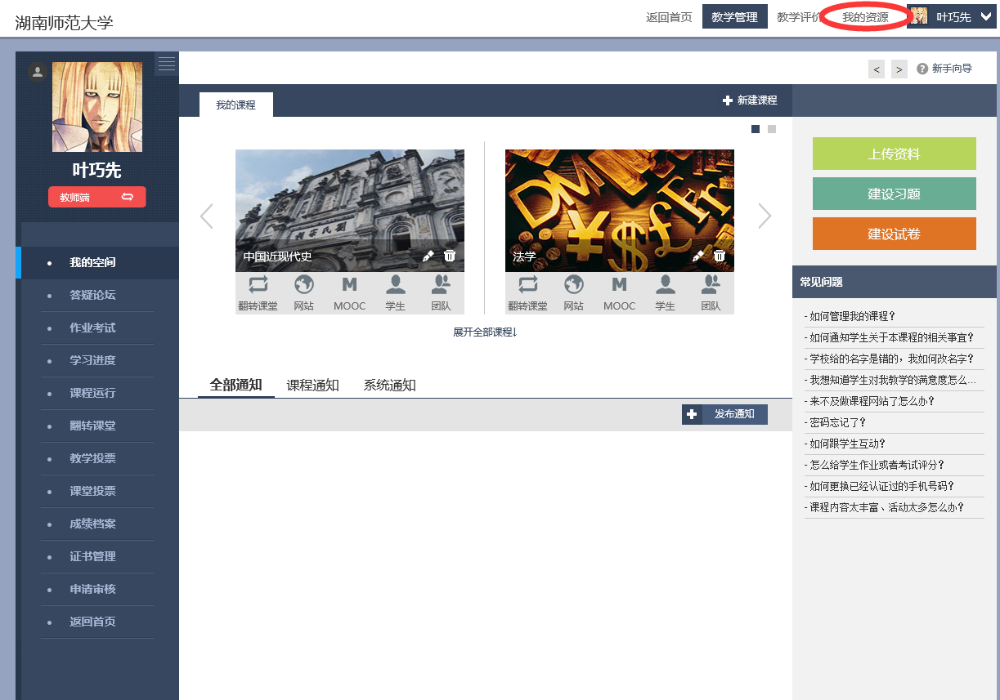 湖南师范大学
返回首页 教学管理 教学评价 我的资源 叶巧先
< > 新手向导
叶巧先
教师端
我的空间
答疑论坛
作业考试
学习进度
课程运行
翻转课堂
教学投票
课堂投票
成绩档案
证书管理
申请审核
返回首页
我的课程 新建课程
中国近现代史
翻转课堂 网站 MOOC 学生 团队
法学
翻转课堂 网站 MOOC 学生 团队
展开全部课程↓
全部通知 课程通知 系统通知
发布通知
上传资料
建设习题
建设试卷
常见问题
- 如何管理我的课程?
- 如何通知学生关于本课程的相关事宜?
- 学校给的名字是错的，我如何改名字?
- 我想知道学生对我教学的满意度怎么...
- 来不及做课程网站了怎么办?
- 密码忘记了?
- 如何跟学生互动?
- 怎么给学生作业或者考试评分?
- 如何更换已经认证过的手机号码?
- 课程内容太丰富、活动太多怎么办?